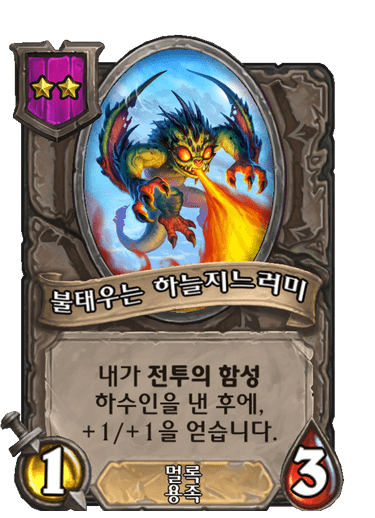 불태우는 하늘지느러미
내가 전투의 함성
하수인을 낸 후에,
+1/+1을 얻습니다.
1
멀록
용족
3